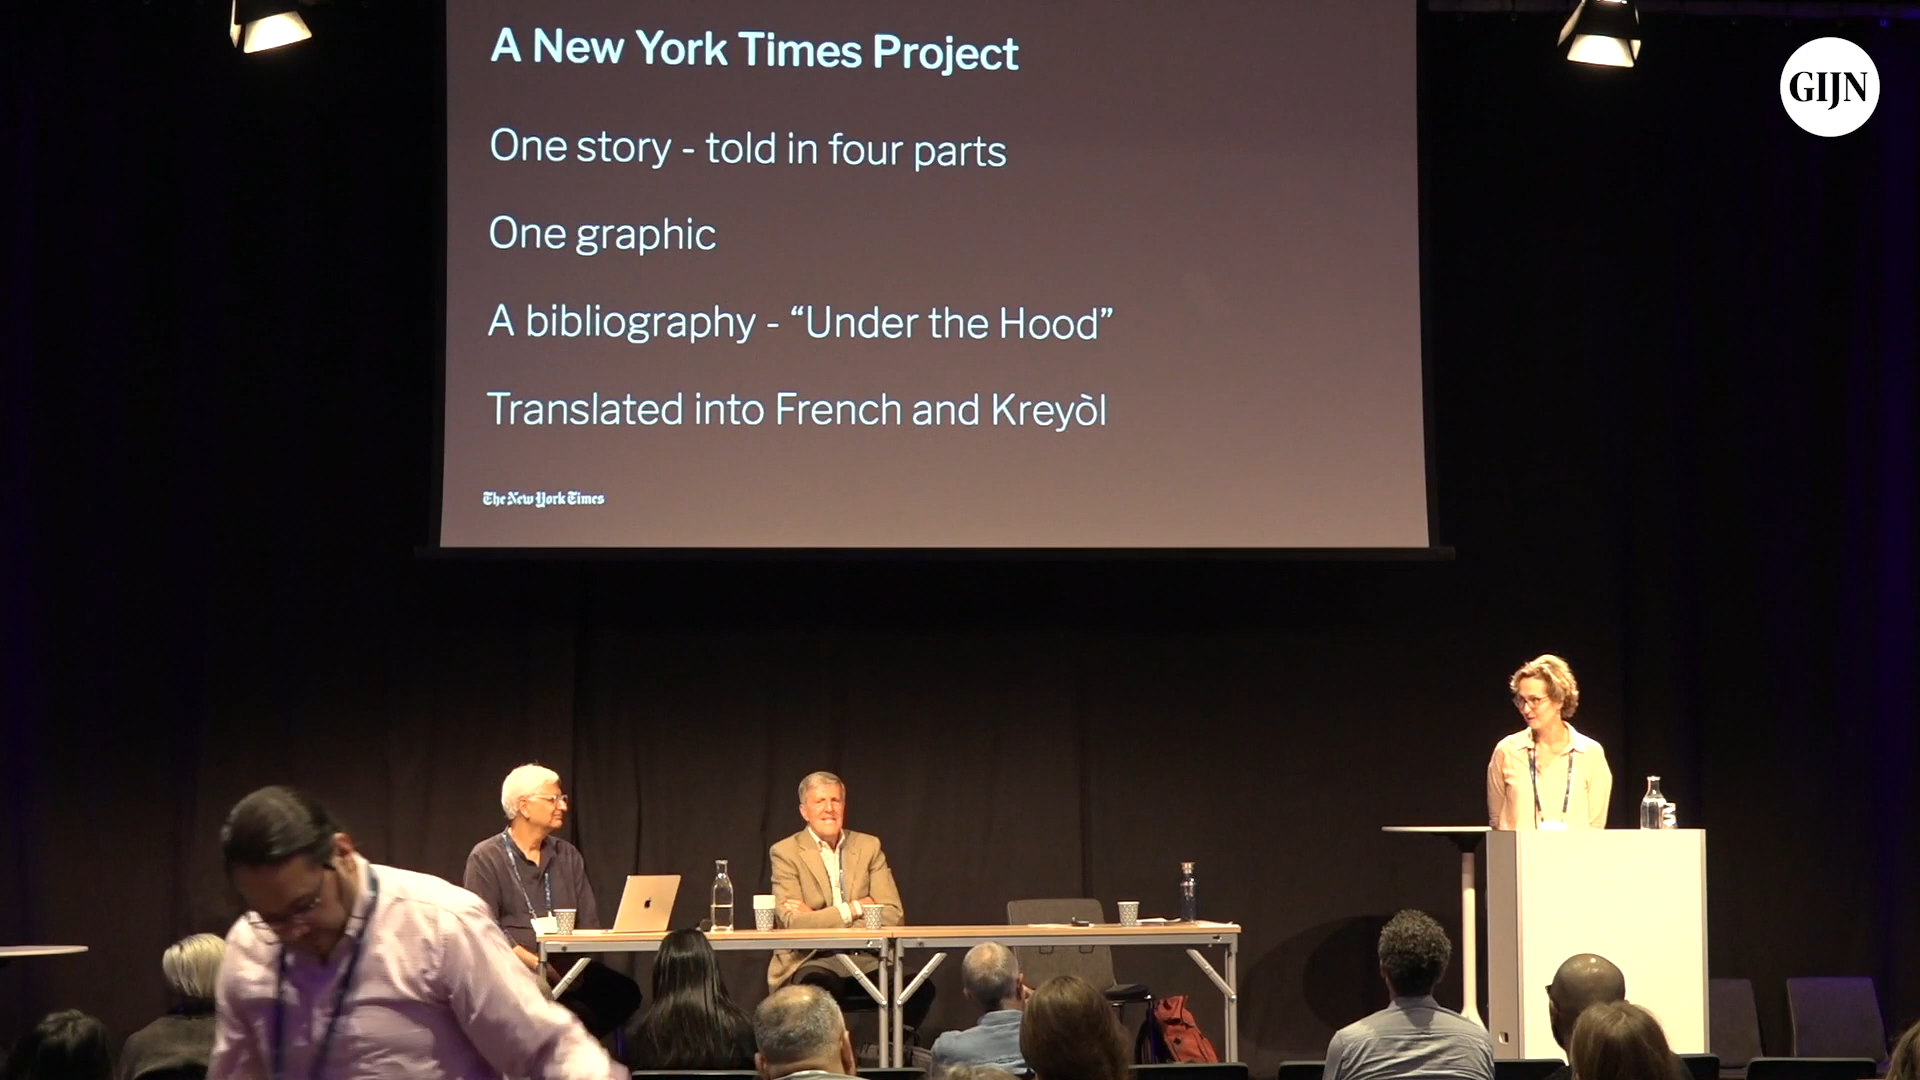 A New York Times Project
GIJN
One story - told in four parts
One graphic
A bibliography - “Under the Hood”
Translated into French and Kreyòl
The New York Times